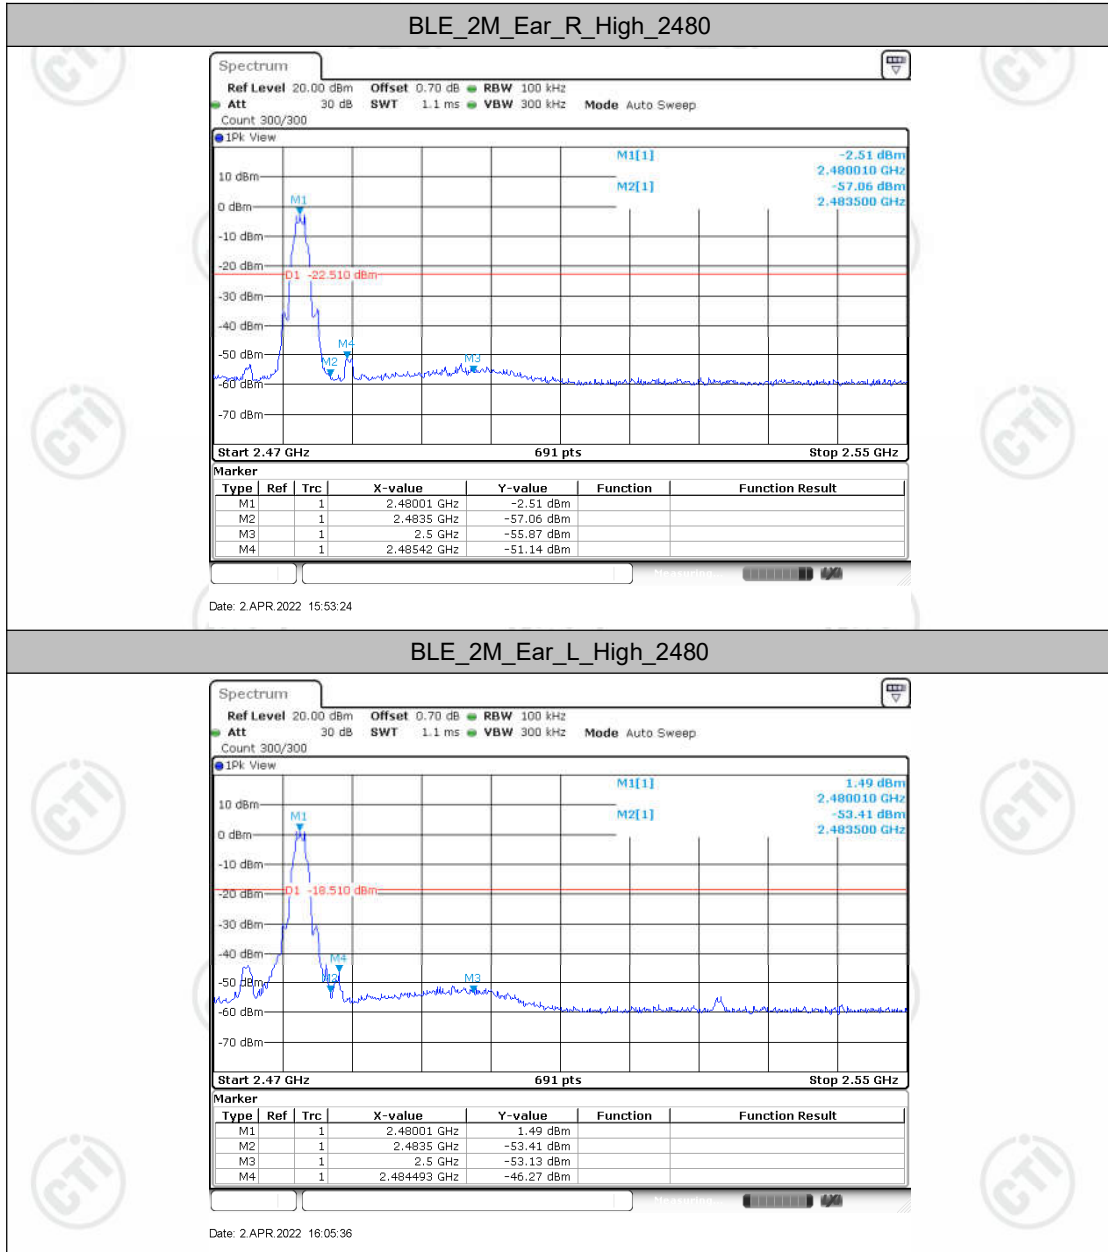 BLE_2M_Ear_R_High_2480
Spectrum
Ref Level 20.00 dBm Offset 0.70 dB RBW 100 kHz
Att 30 dB SWT 1.1 ms VBW 300 kHz Mode Auto Sweep
Count 300/300
1Pk View
M1[1] -2.51 dBm
2.480010 GHz
M2[1] -57.06 dBm
2.483500 GHz
10 dBm
0 dBm
-10 dBm
-20 dBm
-30 dBm
-40 dBm
-50 dBm
-60 dBm
-70 dBm
M1
D1 -22.510 dBm
M4
M2
M3
Start 2.47 GHz 691 pts Stop 2.55 GHz
Marker
Type Ref Trc X-value Y-value Function Function Result
M1 1 2.48001 GHz -2.51 dBm
M2 1 2.4835 GHz -57.06 dBm
M3 1 2.5 GHz -55.87 dBm
M4 1 2.48542 GHz -51.14 dBm
Measuring
Date: 2.APR.2022 15:53:24
BLE_2M_Ear_L_High_2480
Spectrum
Ref Level 20.00 dBm Offset 0.70 dB RBW 100 kHz
Att 30 dB SWT 1.1 ms VBW 300 kHz Mode Auto Sweep
Count 300/300
1Pk View
M1[1] 1.49 dBm
2.480010 GHz
M2[1] -53.41 dBm
2.483500 GHz
10 dBm
0 dBm
-10 dBm
-20 dBm
-30 dBm
-40 dBm
-50 dBm
-60 dBm
-70 dBm
M1
D1 -18.510 dBm
M4
M2
M3
Start 2.47 GHz 691 pts Stop 2.55 GHz
Marker
Type Ref Trc X-value Y-value Function Function Result
M1 1 2.48001 GHz 1.49 dBm
M2 1 2.4835 GHz -53.41 dBm
M3 1 2.5 GHz -53.13 dBm
M4 1 2.484493 GHz -46.27 dBm
Measuring
Date: 2.APR.2022 16:05:36
CTI
CTI
CTI
CTI
CTI
CTI
CTI
CTI